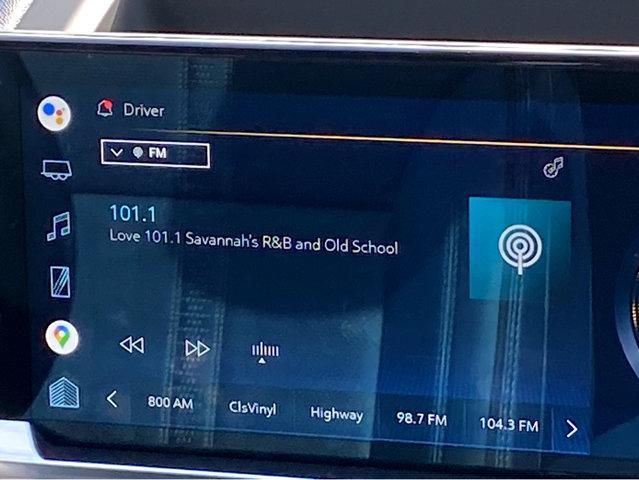 Driver
FM
101.1
Love 101.1 Savannah's R&B and Old School
800 AM ClsVinyl Highway 98.7 FM 104.3 FM